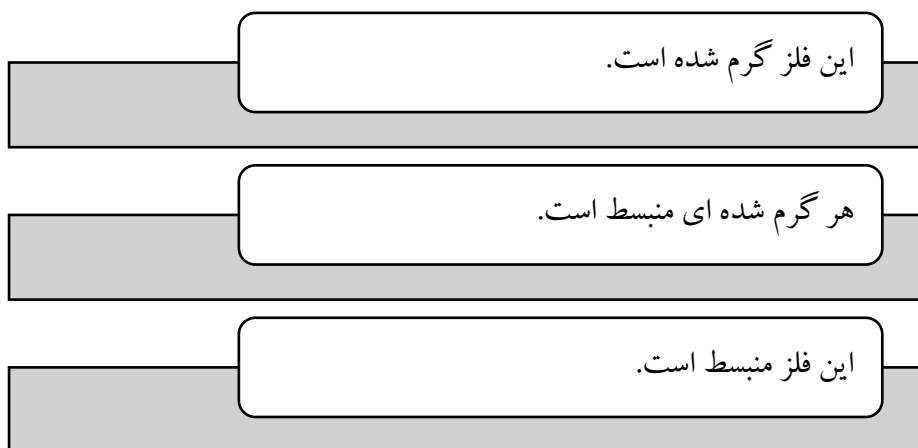 این فلز گرم شده است.
هر گرم شده ای منبسط است.
این فلز منبسط است.